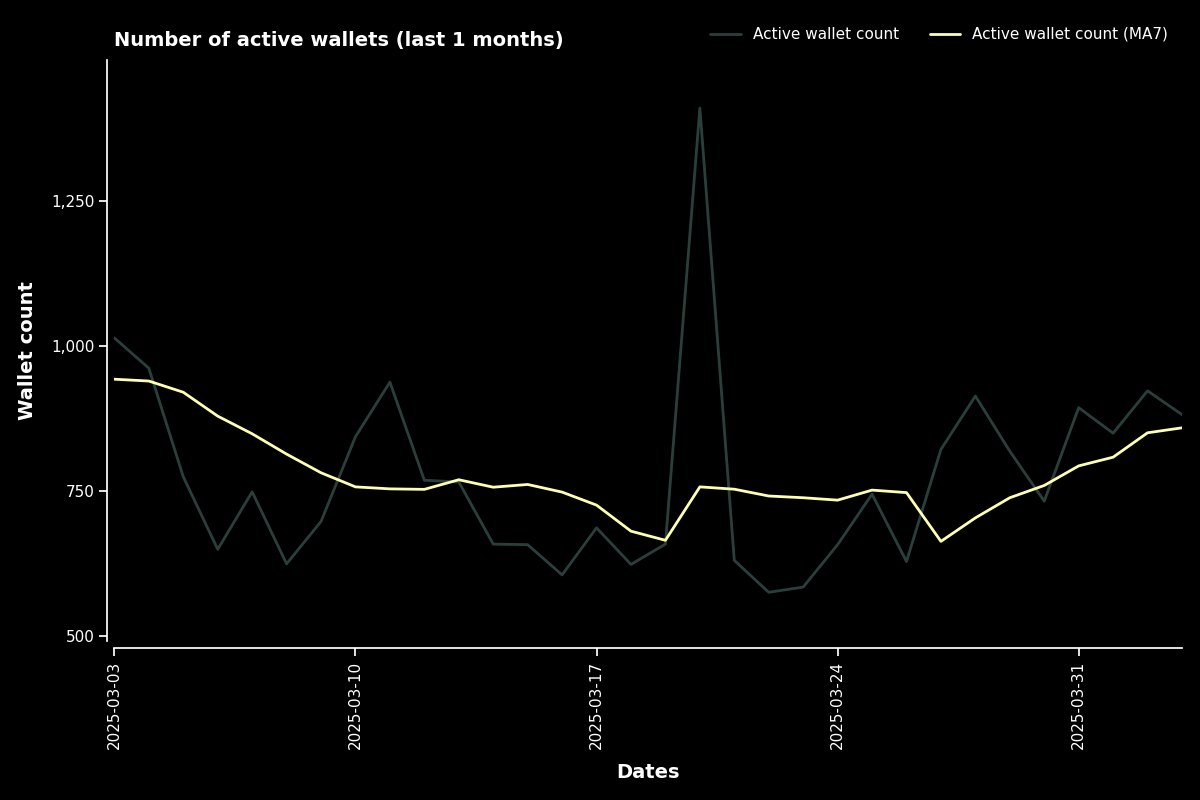 Number of active wallets (last 1 months)
Active wallet count
Active wallet count (MA7)
Wallet count
1,250
1,000
750
500
2025-03-03
2025-03-10
2025-03-17
2025-03-24
2025-03-31
Dates